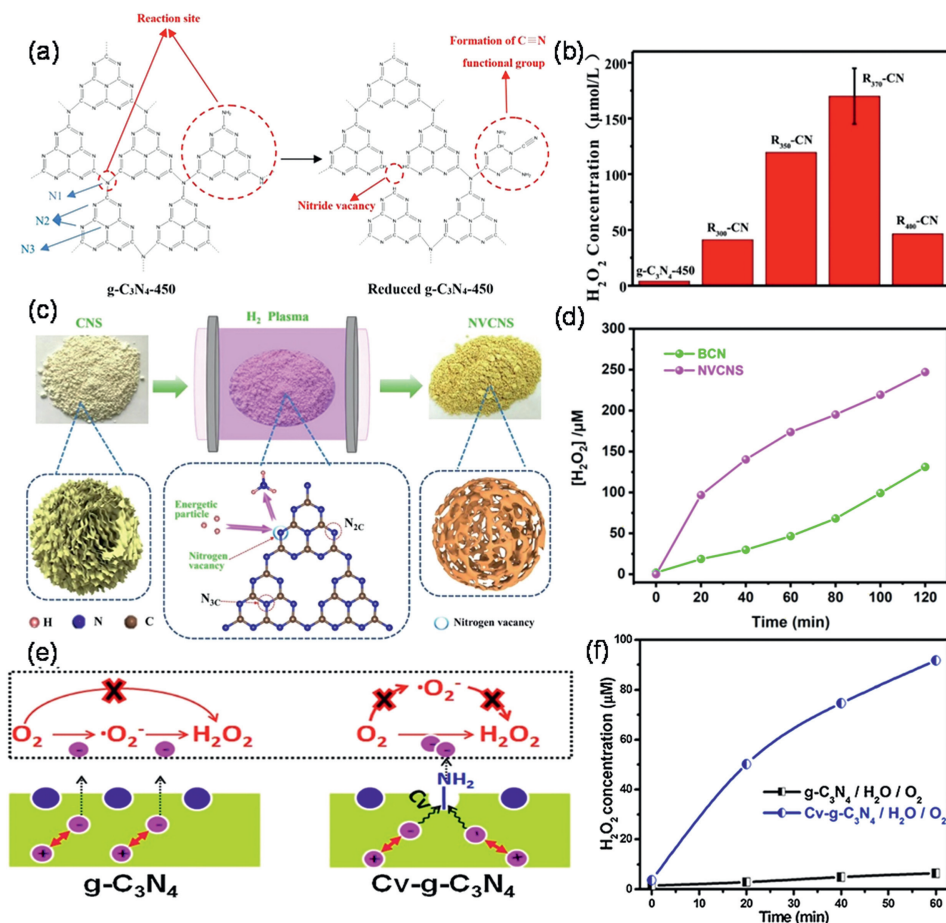 (a)
Reaction site
N1
N2
N3
g-C₃N₄-450
Formation of C≡N
functional group
Nitride vacancy
Reduced g-C₃N₄-450
(b)
H₂O₂ Concentration (μmol/L)
200
150
100
50
0
g-C₃N₄-450
R₃₀₀-CN
R₃₅₀-CN
R₃₇₀-CN
R₄₀₀-CN
(c)
CNS
H₂ Plasma
NVCNS
Energetic
particle
Nitrogen
vacancy
N₂C
N₃C
H
N
C
Nitrogen vacancy
(d)
[H₂O₂] /μM
300
250
200
150
100
50
0
BCN
NVCNS
0 20 40 60 80 100 120
Time (min)
(e)
O₂ → ·O₂⁻ → H₂O₂
g-C₃N₄
·O₂⁻
O₂ → H₂O₂
NH₂
Cv
Cv-g-C₃N₄
(f)
H₂O₂ concentration (μM)
100
80
60
40
20
0
g-C₃N₄ / H₂O / O₂
Cv-g-C₃N₄ / H₂O / O₂
0 10 20 30 40 50 60
Time (min)